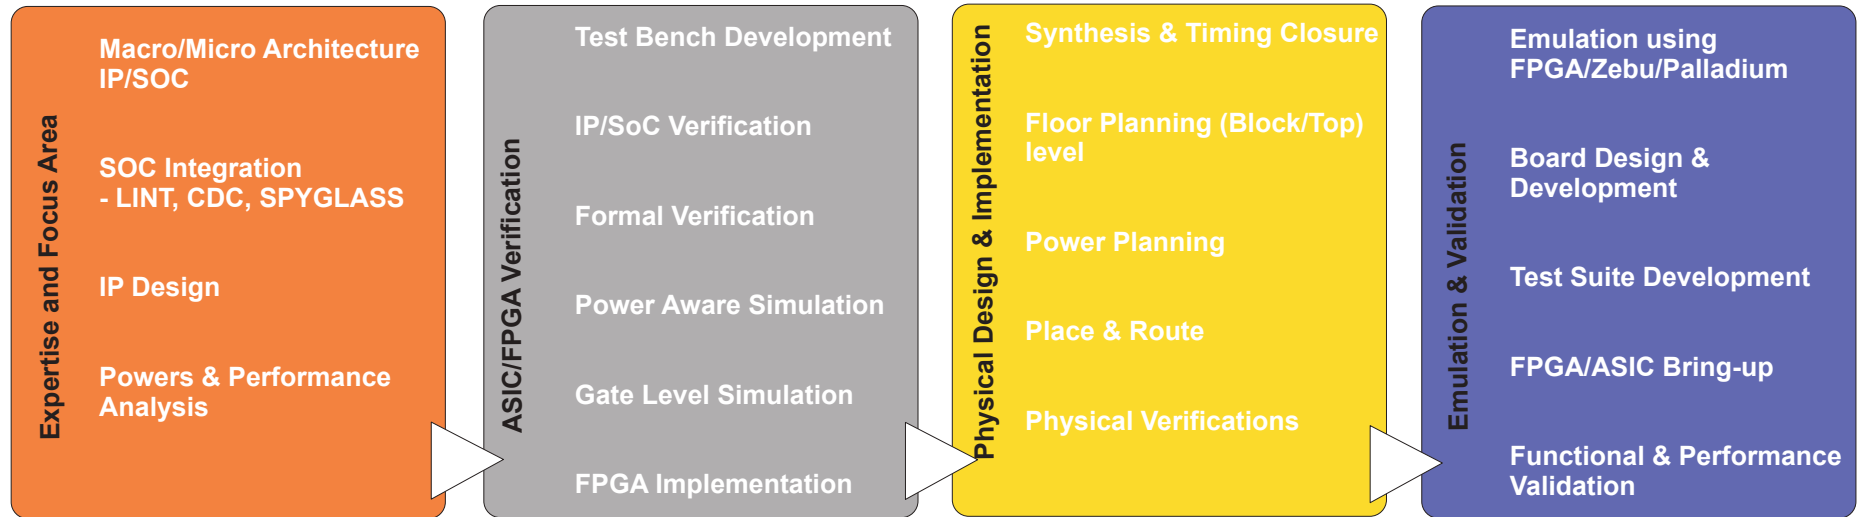 Expertise and Focus Area
Macro/Micro Architecture
IP/SOC
SOC Integration
- LINT, CDC, SPYGLASS
IP Design
Powers & Performance
Analysis
ASIC/FPGA Verification
Test Bench Development
IP/SoC Verification
Formal Verification
Power Aware Simulation
Gate Level Simulation
FPGA Implementation
Physical Design & Implementation
Synthesis & Timing Closure
Floor Planning (Block/Top)
level
Power Planning
Place & Route
Physical Verifications
Emulation & Validation
Emulation using
FPGA/Zebu/Palladium
Board Design &
Development
Test Suite Development
FPGA/ASIC Bring-up
Functional & Performance
Validation